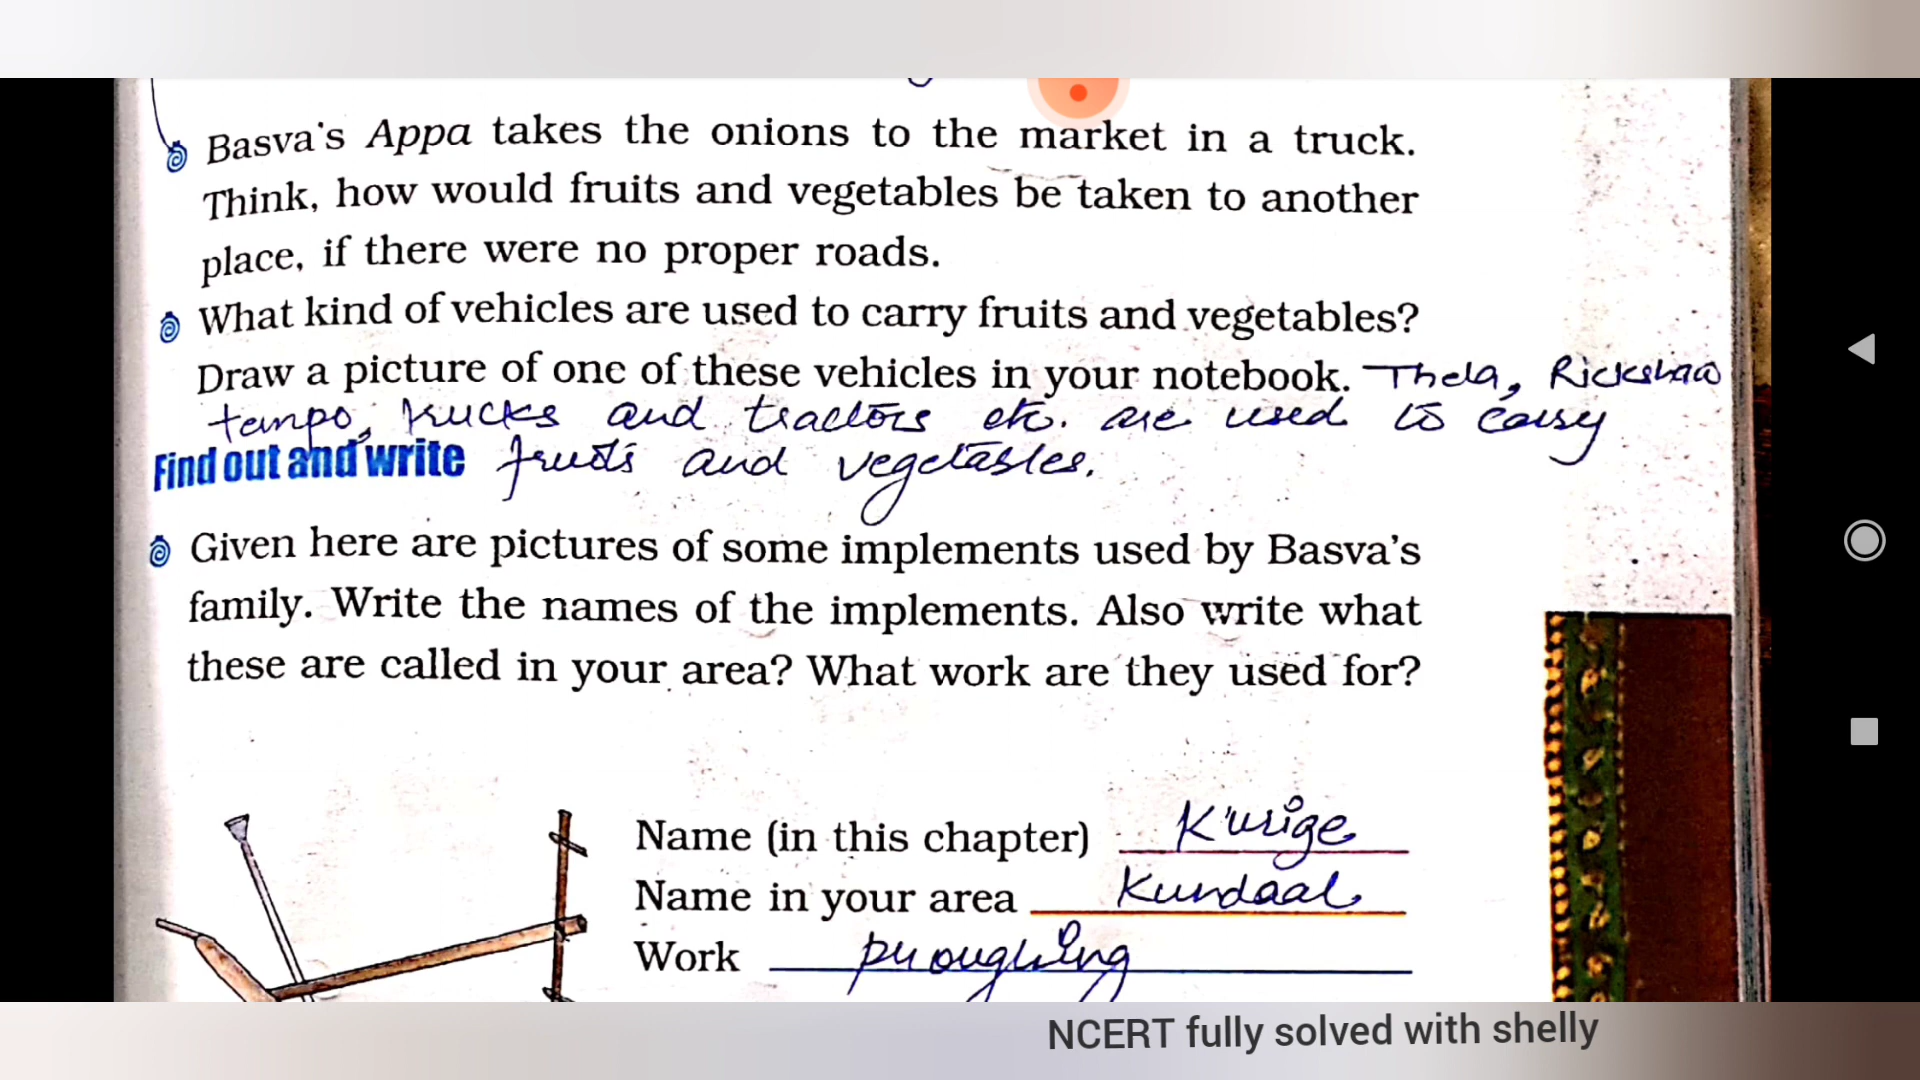 Basva's Appa takes the onions to the market in a truck.
Think, how would fruits and vegetables be taken to another
place, if there were no proper roads.
What kind of vehicles are used to carry fruits and vegetables?
Draw a picture of one of these vehicles in your notebook. Thela, Rickshaw
tempo, trucks and tractors etc. are used to carry
Find out and write fruits and vegetables.
Given here are pictures of some implements used by Basva's
family. Write the names of the implements. Also write what
these are called in your area? What work are they used for?
Name (in this chapter) Kurige
Name in your area Kundaal
Work
NCERT fully solved with shelly